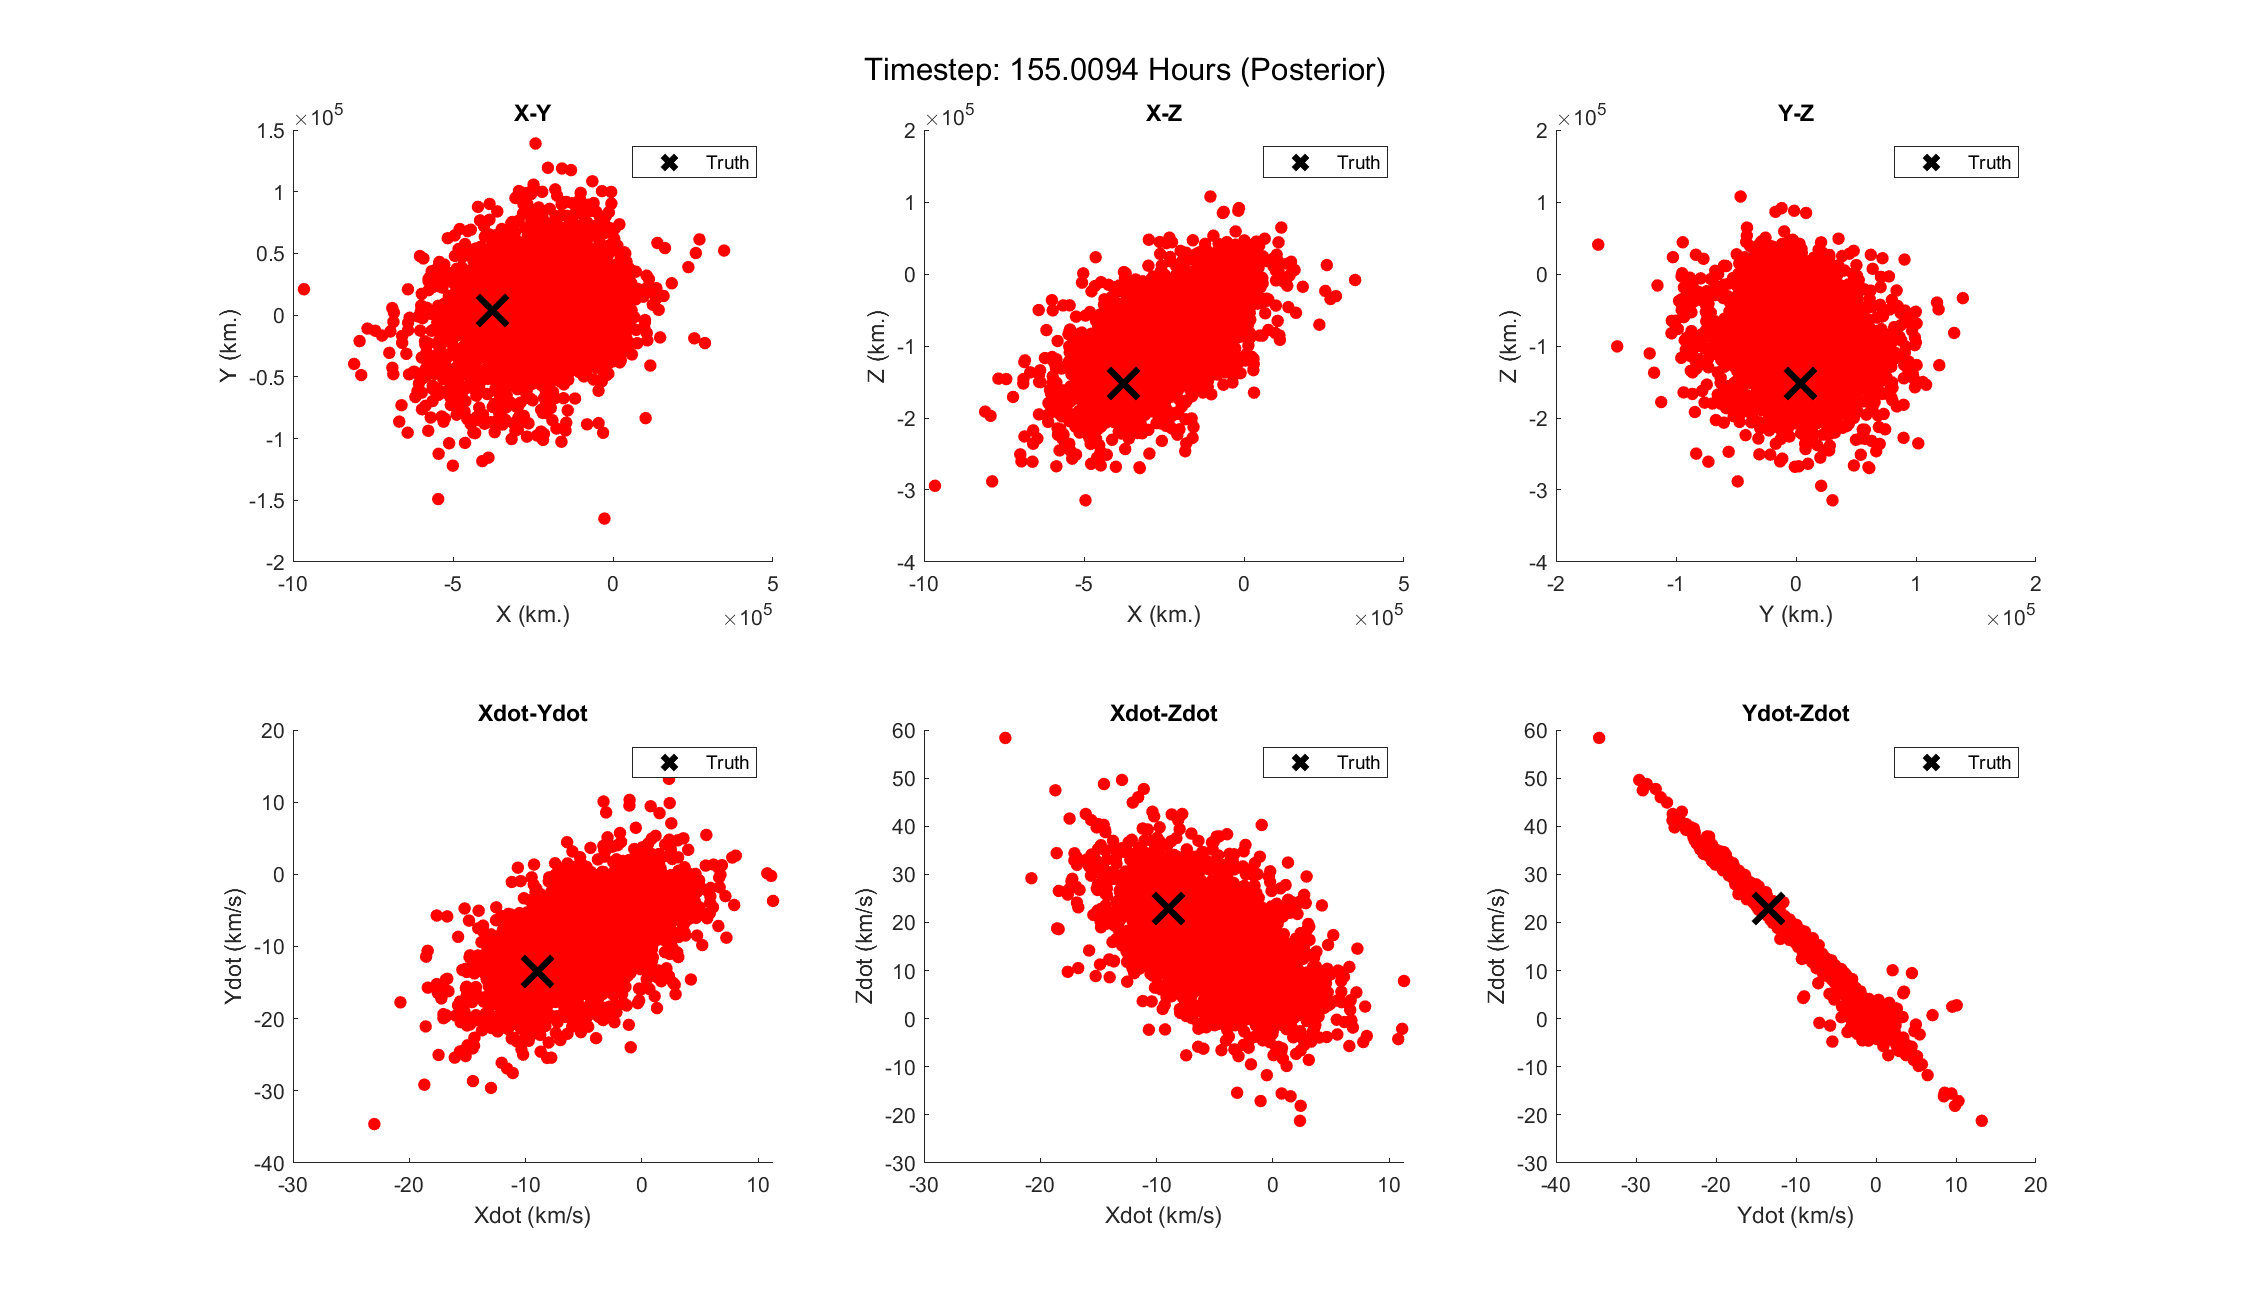 Timestep: 155.0094 Hours (Posterior)
X-Y
×10^5
1.5
1
0.5
0
-0.5
-1
-1.5
-2
Y (km.)
-10 -5 0 5
X (km.)
×10^5
Truth
X-Z
×10^5
2
1
0
-1
-2
-3
-4
Z (km.)
-10 -5 0 5
X (km.)
×10^5
Truth
Y-Z
×10^5
2
1
0
-1
-2
-3
-4
Z (km.)
-2 -1 0 1 2
Y (km.)
×10^5
Truth
Xdot-Ydot
20
10
0
-10
-20
-30
-40
Ydot (km/s)
-30 -20 -10 0 10
Xdot (km/s)
Truth
Xdot-Zdot
60
50
40
30
20
10
0
-10
-20
-30
Zdot (km/s)
-30 -20 -10 0 10
Xdot (km/s)
Truth
Ydot-Zdot
60
50
40
30
20
10
0
-10
-20
-30
Zdot (km/s)
-40 -30 -20 -10 0 10 20
Ydot (km/s)
Truth